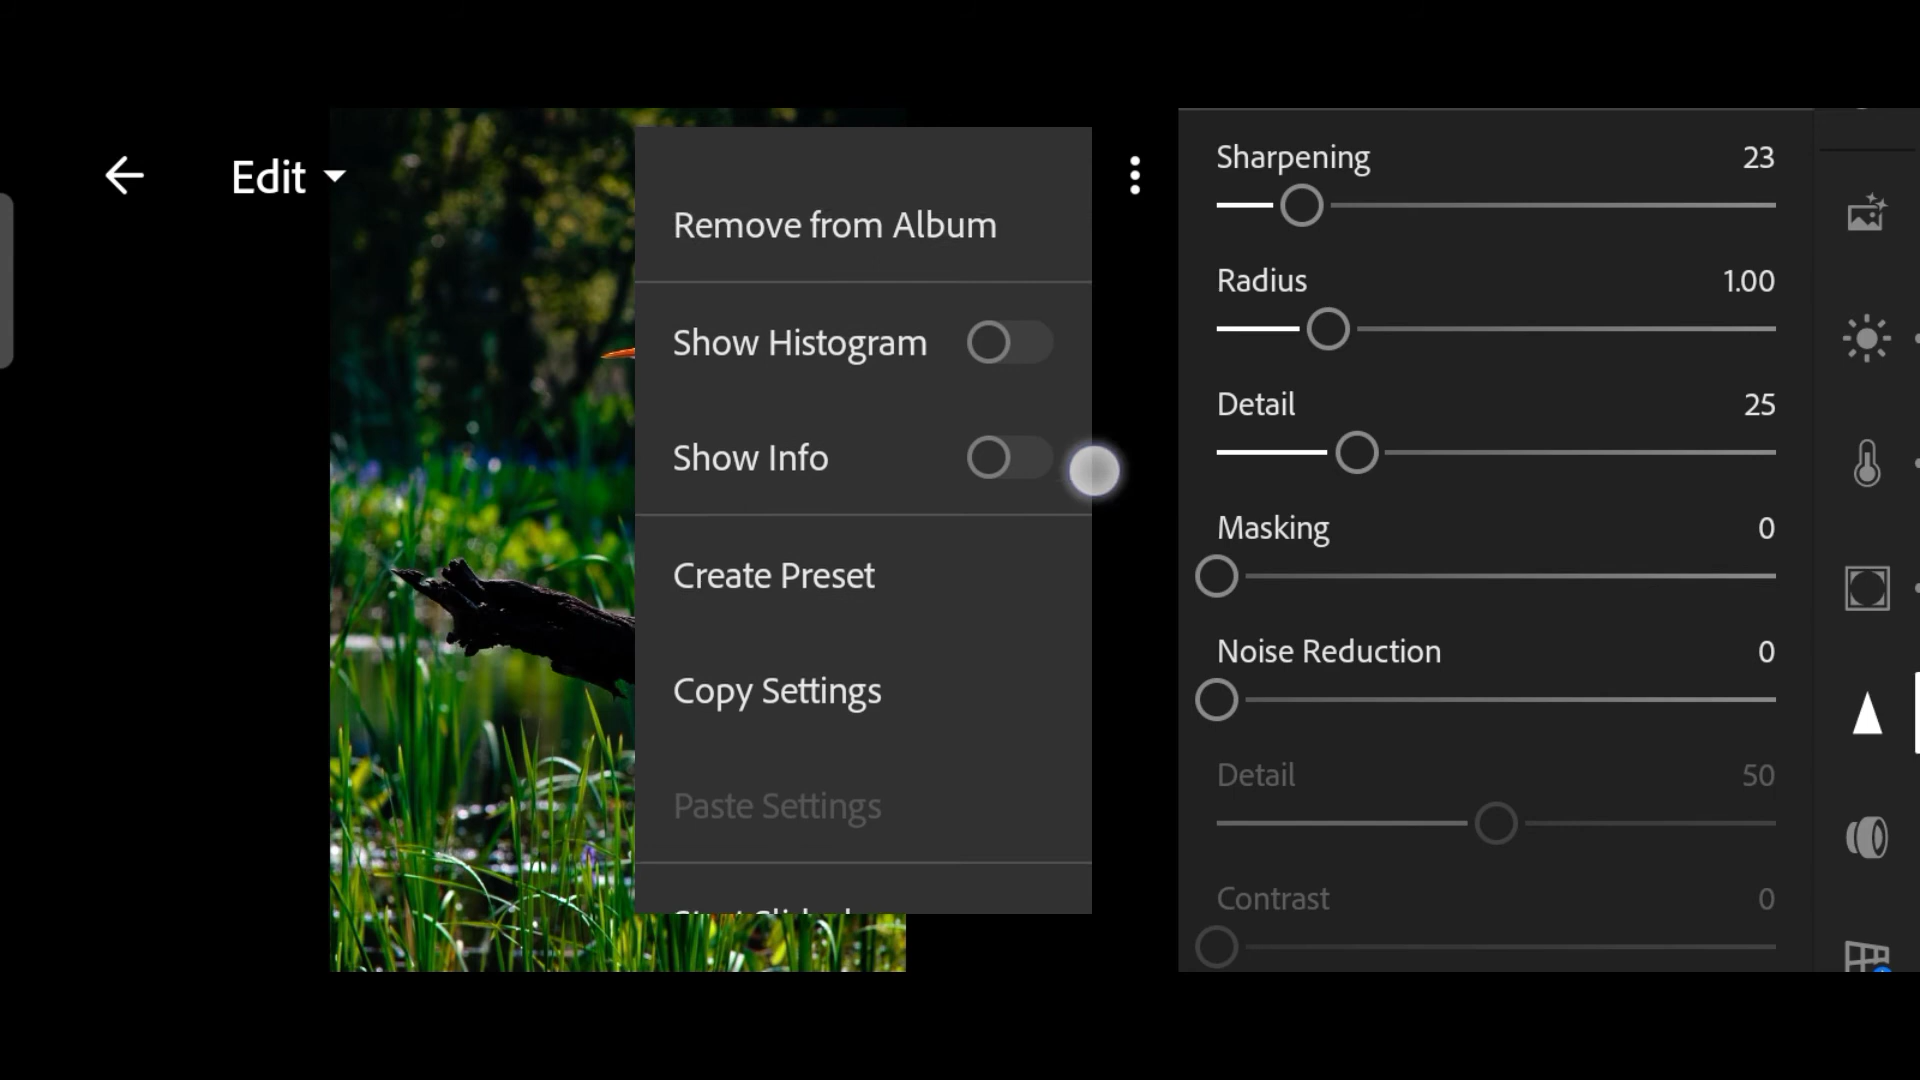 Edit
Remove from Album
Show Histogram
Show Info
Create Preset
Copy Settings
Paste Settings
Sharpening 23
Radius 1.00
Detail 25
Masking 0
Noise Reduction 0
Detail 50
Contrast 0